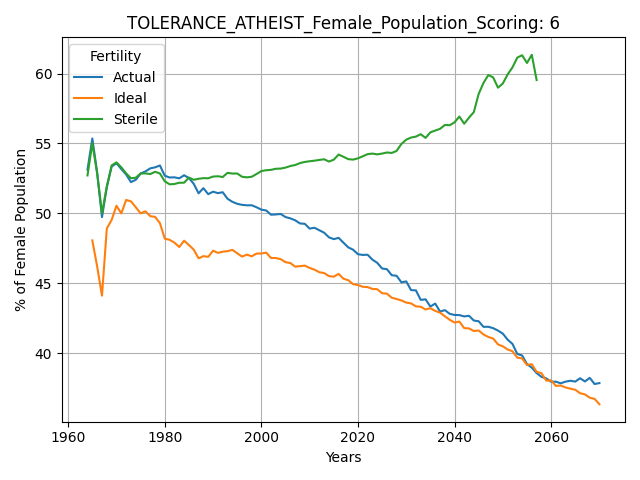 TOLERANCE_ATHEIST_Female_Population_Scoring: 6
Fertility
Actual
Ideal
Sterile
% of Female Population
60
55
50
45
40
1960
1980
2000
2020
2040
2060
Years